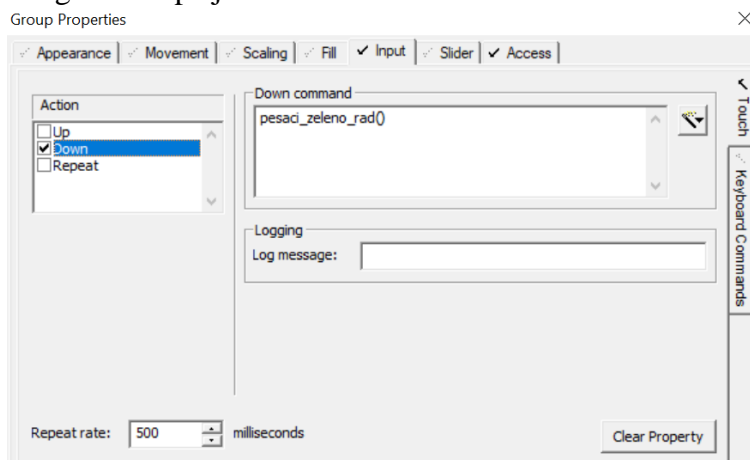 Group Properties
Appearance Movement Scaling Fill Input Slider Access
Action
Up
Down
Repeat
Down command
pesaci_zeleno_rad()
Logging
Log message:
Repeat rate: 500 milliseconds
Clear Property
Touch
Keyboard Commands